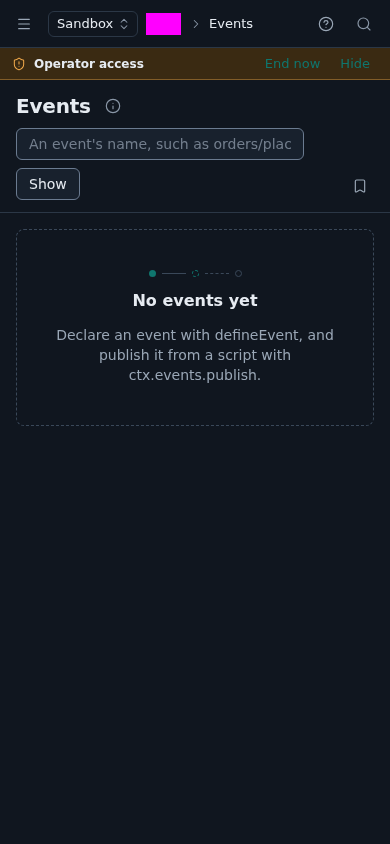 Sandbox
Events
Operator access
End now
Hide
Events
An event's name, such as orders/plac
Show
No events yet
Declare an event with defineEvent, and
publish it from a script with
ctx.events.publish.